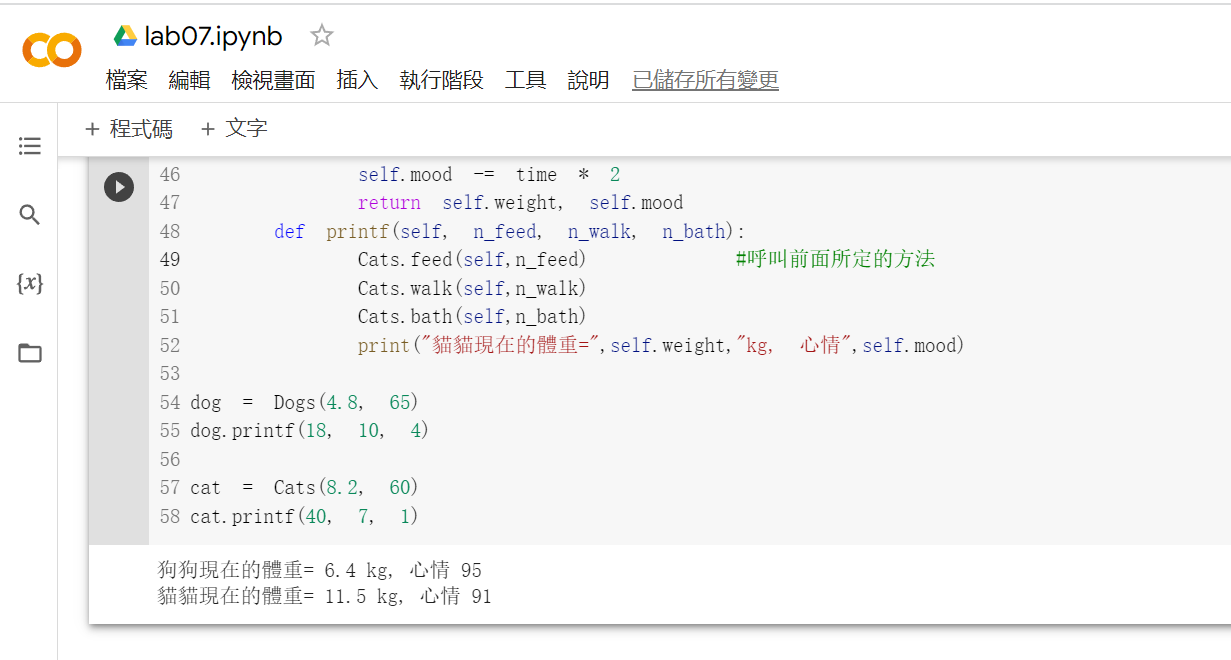 lab07.ipynb
檔案 編輯 檢視畫面 插入 執行階段 工具 說明 已儲存所有變更
+ 程式碼 + 文字
46 self.mood -= time * 2
47 return self.weight, self.mood
48 def printf(self, n_feed, n_walk, n_bath):
49 Cats.feed(self,n_feed) #呼叫前面所定的方法
50 Cats.walk(self,n_walk)
51 Cats.bath(self,n_bath)
52 print("貓貓現在的體重=",self.weight,"kg, 心情",self.mood)
53
54 dog = Dogs(4.8, 65)
55 dog.printf(18, 10, 4)
56
57 cat = Cats(8.2, 60)
58 cat.printf(40, 7, 1)
狗狗現在的體重= 6.4 kg, 心情 95
貓貓現在的體重= 11.5 kg, 心情 91
{x}